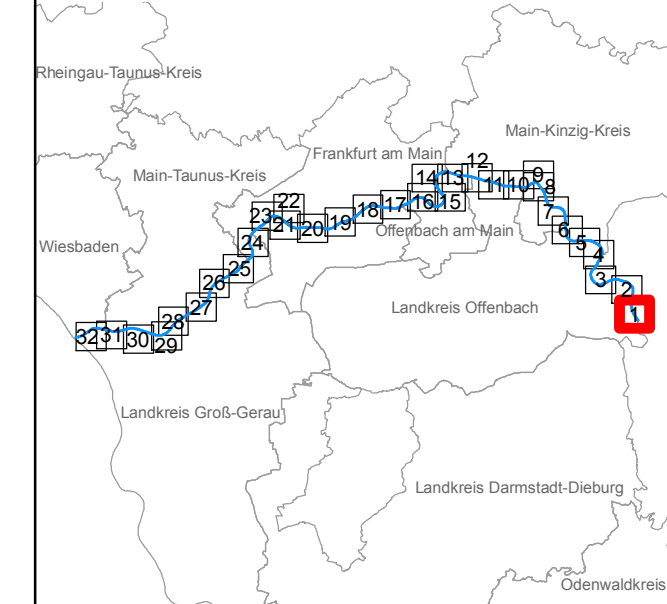 Rheingau-Taunus-Kreis
Main-Kinzig-Kreis
Frankfurt am Main
Main-Taunus-Kreis
12
14 13 11 10 9 8
22 18 17 16 15 7
23 21 20 19 Offenbach am Main 6
Wiesbaden 24 5
4
25
26 3
2
27 Landkreis Offenbach
28 1
32 31 30 29
Landkreis Groß-Gerau
Landkreis Darmstadt-Dieburg
Odenwaldkreis